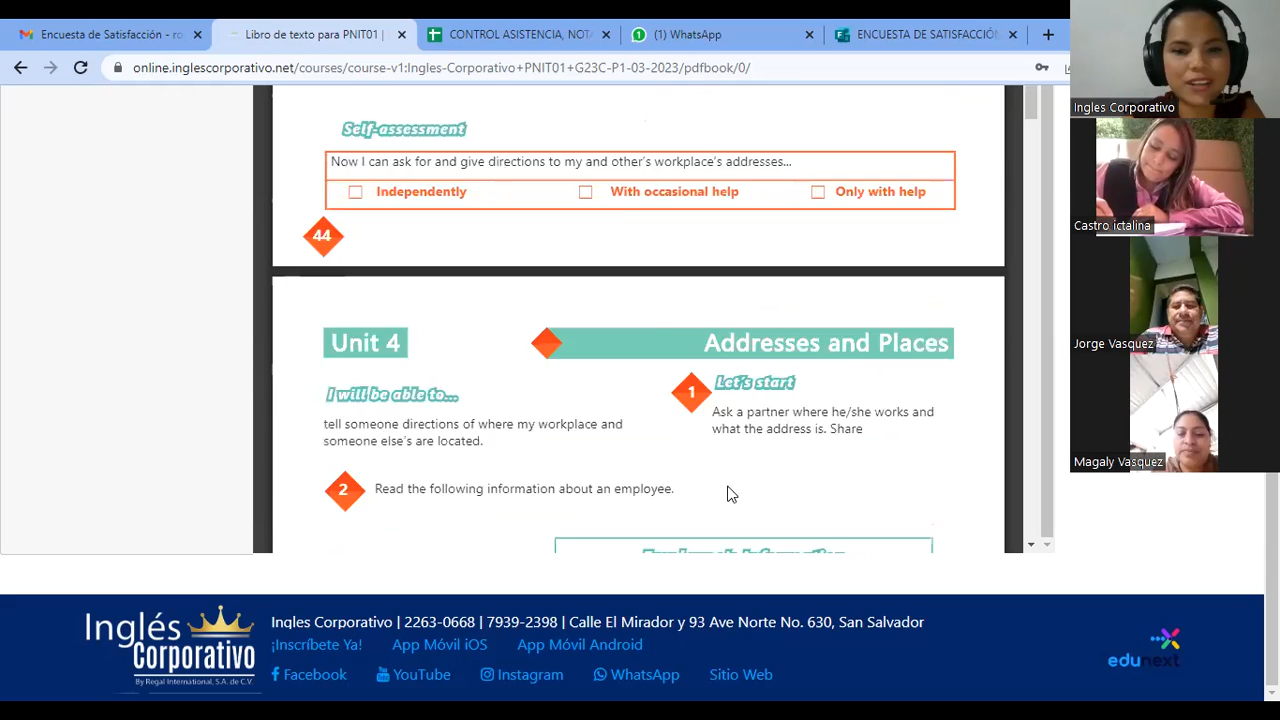 Encuesta de Satisfacción - ro
Libro de texto para PNIT01 |
CONTROL ASISTENCIA, NOTA
(1) WhatsApp
ENCUESTA DE SATISFACCIÓN
online.inglescorporativo.net/courses/course-v1:Ingles-Corporativo+PNIT01+G23C-P1-03-2023/pdfbook/0/
Ingles Corporativo
Castro ictalina
Jorge Vasquez
Magaly Vasquez
Self-assessment
Now I can ask for and give directions to my and other's workplace's addresses...
Independently
With occasional help
Only with help
44
Unit 4
Addresses and Places
I will be able to...
tell someone directions of where my workplace and
someone else's are located.
1
Let's start
Ask a partner where he/she works and
what the address is. Share
2
Read the following information about an employee.
Inglés
Corporativo
By Regal International, S.A. de C.V.
Ingles Corporativo | 2263-0668 | 7939-2398 | Calle El Mirador y 93 Ave Norte No. 630, San Salvador
¡Inscríbete Ya!
App Móvil iOS
App Móvil Android
Facebook
YouTube
Instagram
WhatsApp
Sitio Web
edunext